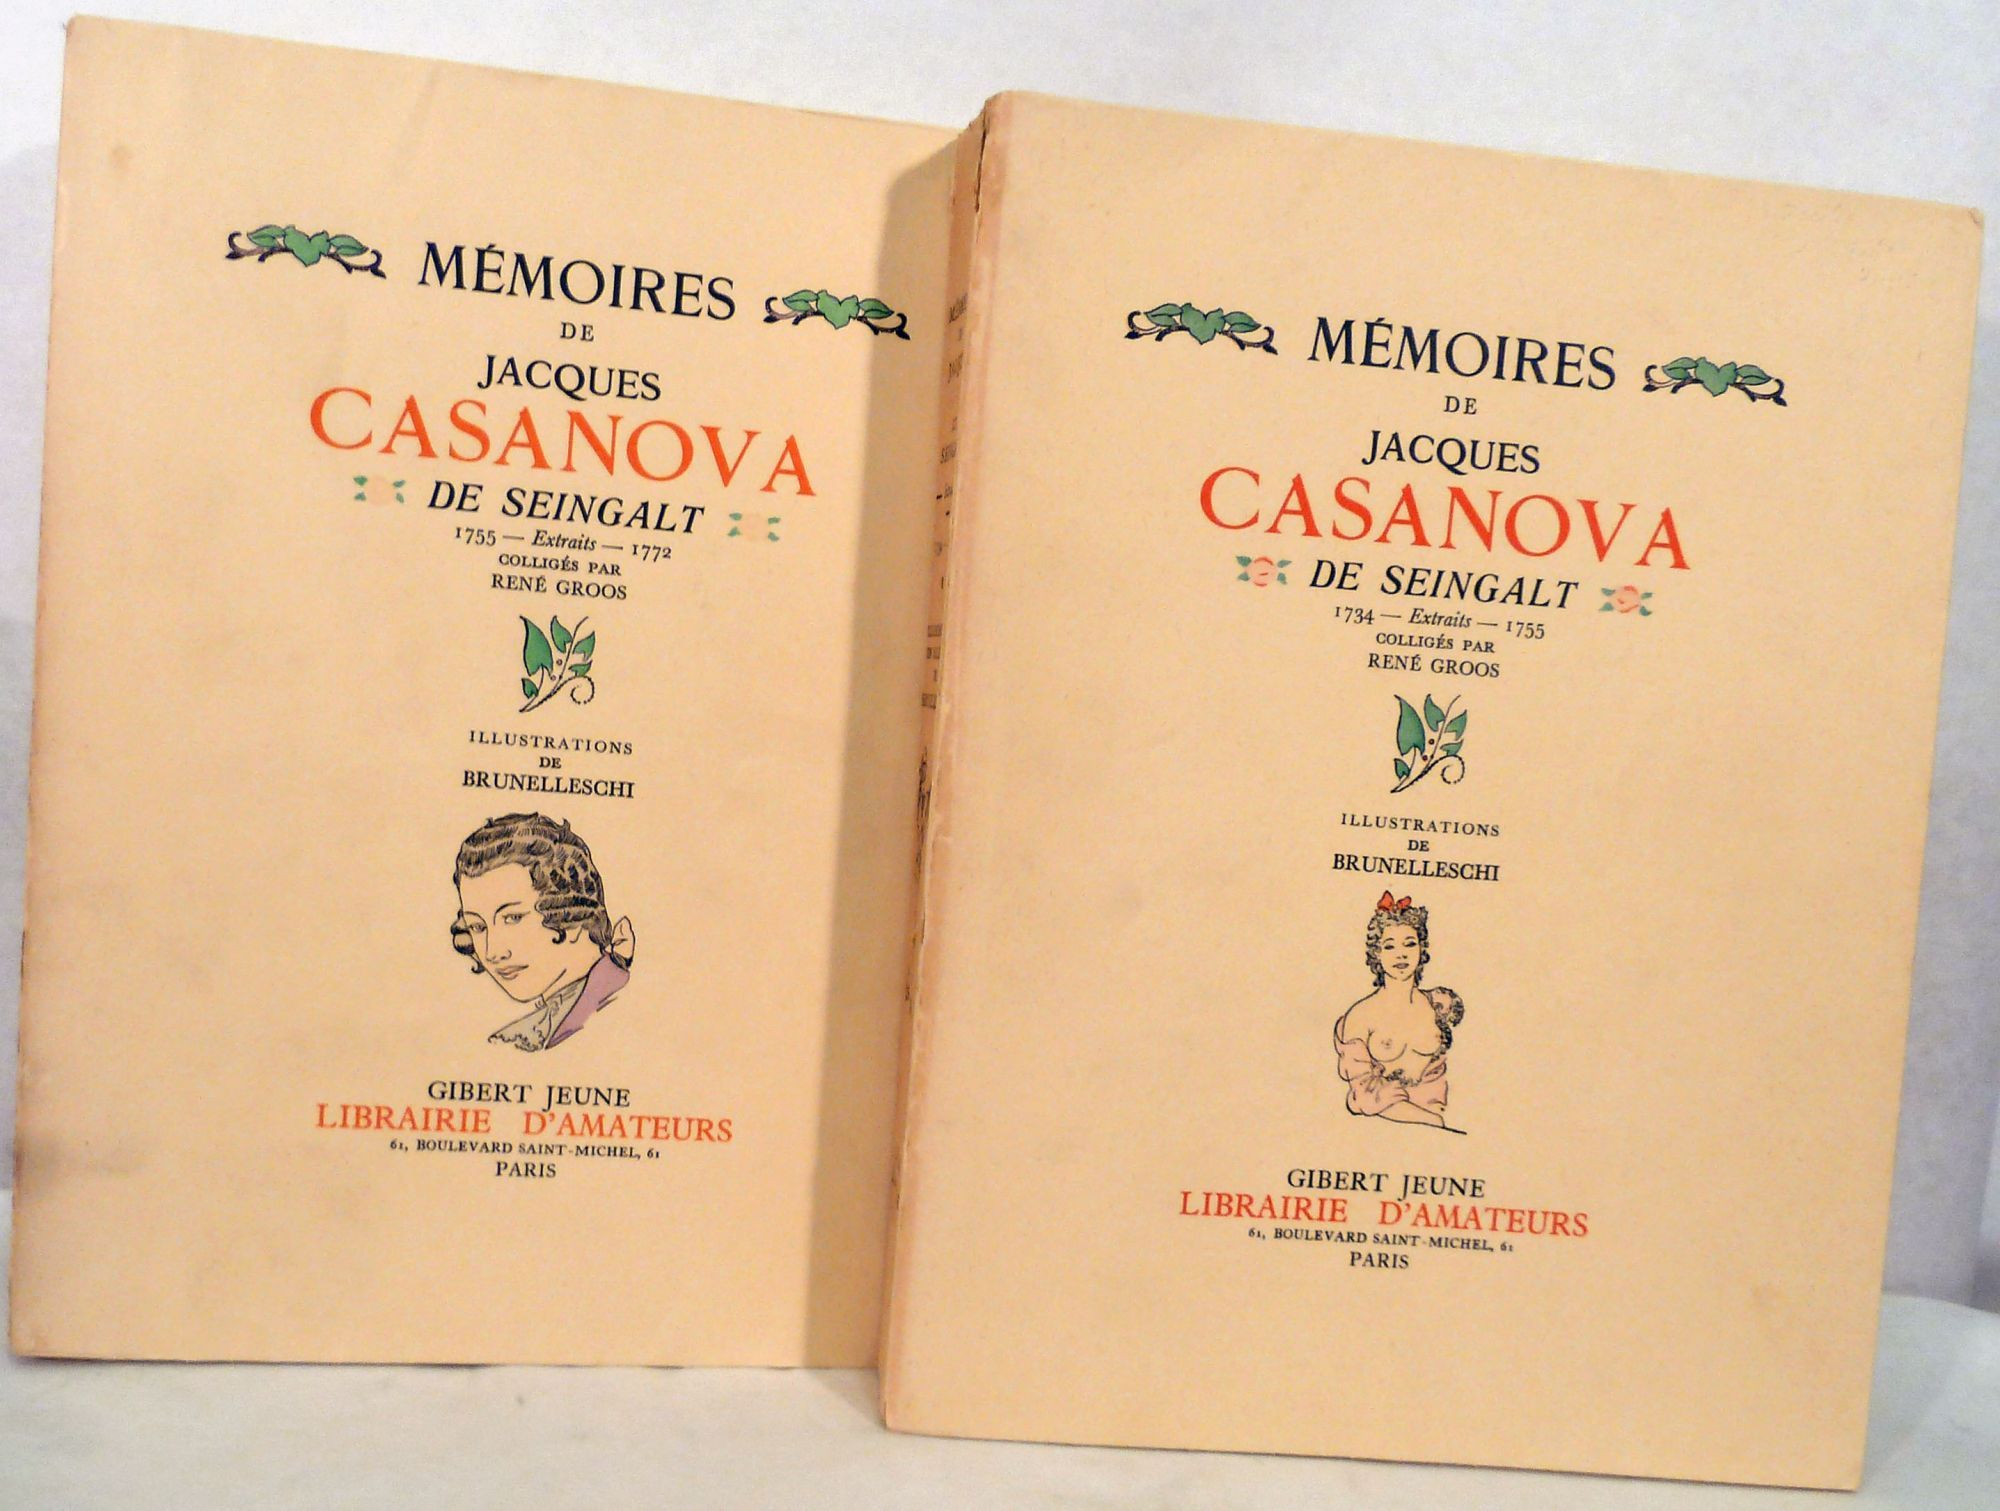 MÉMOIRES
DE
JACQUES
CASANOVA
DE SEINGALT
1755 — Extraits — 1772
COLLIGÉS PAR
RENÉ GROOS
ILLUSTRATIONS
DE
BRUNELLESCHI
GIBERT JEUNE
LIBRAIRIE D'AMATEURS
61, BOULEVARD SAINT-MICHEL, 61
PARIS
MÉMOIRES
DE
JACQUES
CASANOVA
DE SEINGALT
1734 — Extraits — 1755
COLLIGÉS PAR
RENÉ GROOS
ILLUSTRATIONS
DE
BRUNELLESCHI
GIBERT JEUNE
LIBRAIRIE D'AMATEURS
61, BOULEVARD SAINT-MICHEL, 61
PARIS